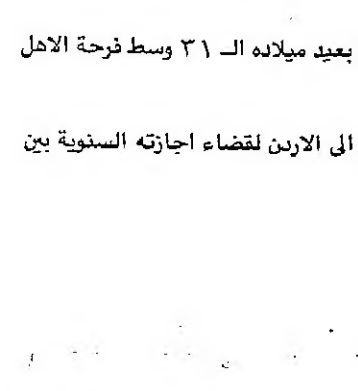 بعيد ميلاده الـ ٣١ وسط فرحة الاهل
الى الاردن لقضاء اجازته السنوية بين